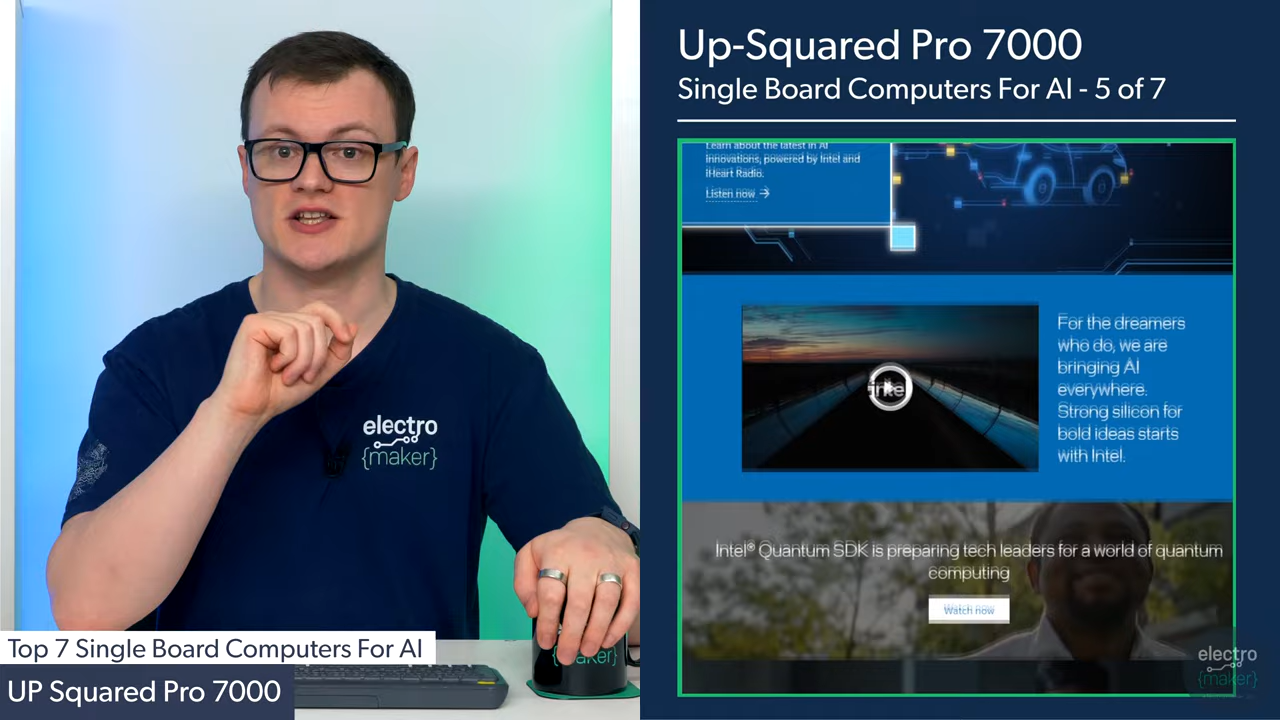 Up-Squared Pro 7000
Single Board Computers For AI - 5 of 7
Learn about the latest in AI
innovations, powered by Intel and
iHeart Radio.
Listen now →
intel
For the dreamers
who do, we are
bringing AI
everywhere.
Strong silicon for
bold ideas starts
with Intel.
Intel® Quantum SDK is preparing tech leaders for a world of quantum
computing
Watch now
electro
{maker}
electro
{maker}
maker}
Top 7 Single Board Computers For AI
UP Squared Pro 7000